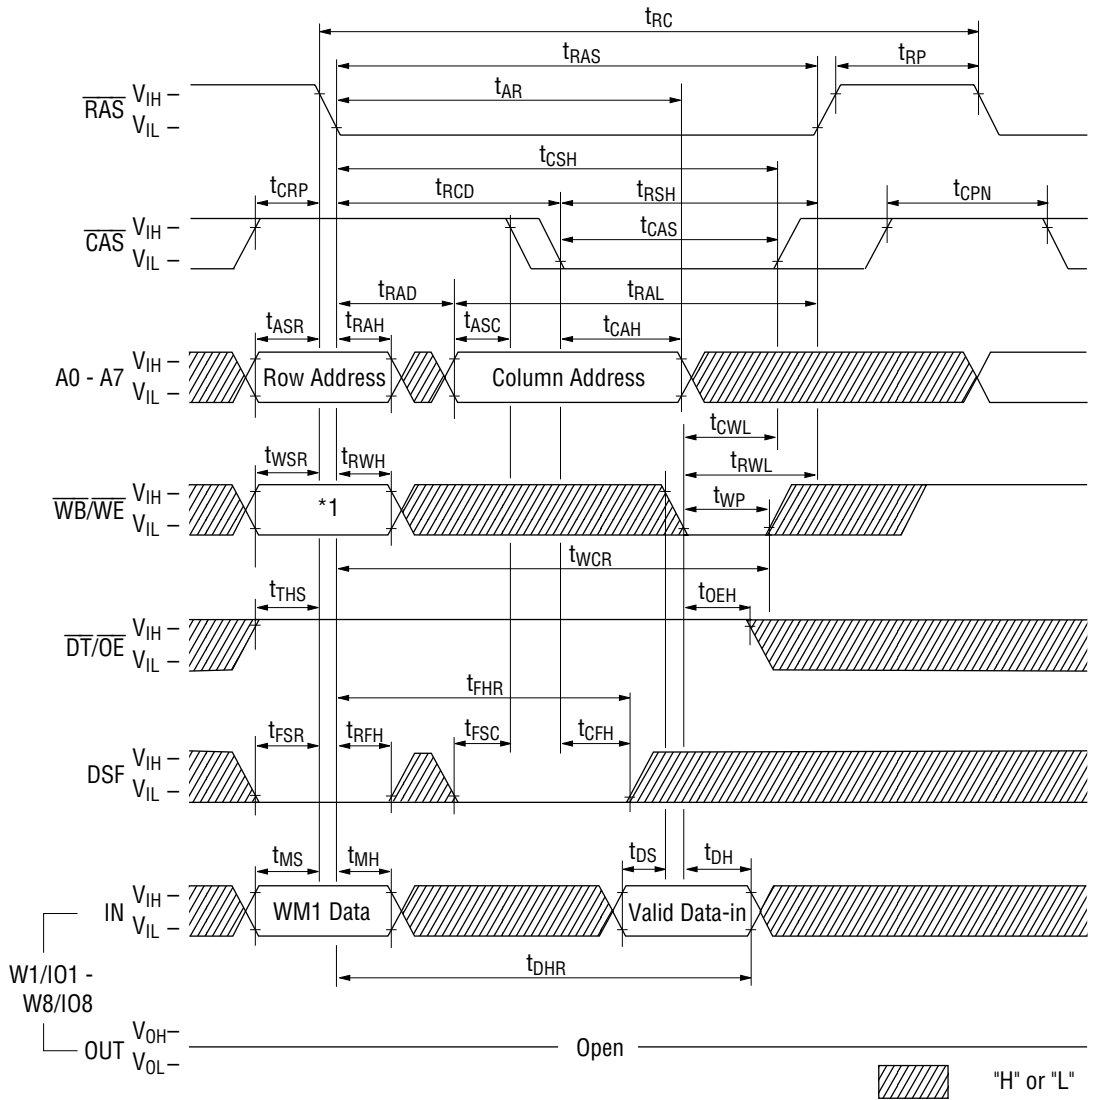 tRC
tRAS
tRP
tAR
RAS
VIH
VIL
tCSH
tCRP
tRCD
tRSH
tCPN
CAS
VIH
VIL
tCAS
tRAD
tRAL
tASR
tRAH
tASC
tCAH
A0 - A7
VIH
VIL
Row Address
Column Address
tCWL
tWSR
tRWH
tRWL
WB/WE
VIH
VIL
*1
tWP
tWCR
tTHS
tOEH
DT/OE
VIH
VIL
tFHR
tFSR
tRFH
tFSC
tCFH
DSF
VIH
VIL
tMS
tMH
tDS
tDH
IN
VIH
VIL
WM1 Data
Valid Data-in
tDHR
W1/IO1 -
W8/IO8
OUT
VOH
VOL
Open
"H" or "L"